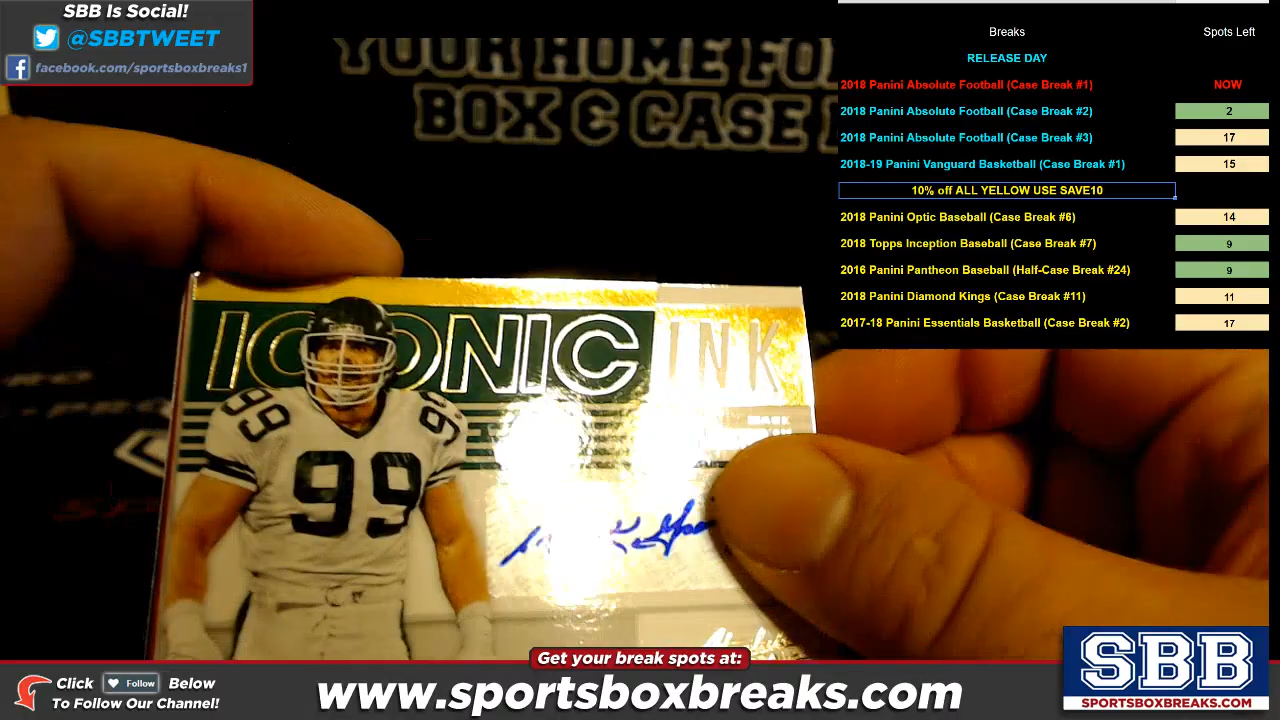 SBB Is Social!
@SBBTWEET
facebook.com/sportsboxbreaks1
YOUR HOME FO
BOX & CASE
Breaks Spots Left
RELEASE DAY
2018 Panini Absolute Football (Case Break #1) NOW
2018 Panini Absolute Football (Case Break #2) 2
2018 Panini Absolute Football (Case Break #3) 17
2018-19 Panini Vanguard Basketball (Case Break #1) 15
10% off ALL YELLOW USE SAVE10
2018 Panini Optic Baseball (Case Break #6) 14
2018 Topps Inception Baseball (Case Break #7) 9
2016 Panini Pantheon Baseball (Half-Case Break #24) 9
2018 Panini Diamond Kings (Case Break #11) 11
2017-18 Panini Essentials Basketball (Case Break #2) 17
ICONIC INK
MARK
99 99
99
Get your break spots at:
Click Follow Below
To Follow Our Channel!
www.sportsboxbreaks.com
SBB
SPORTSBOXBREAKS.COM